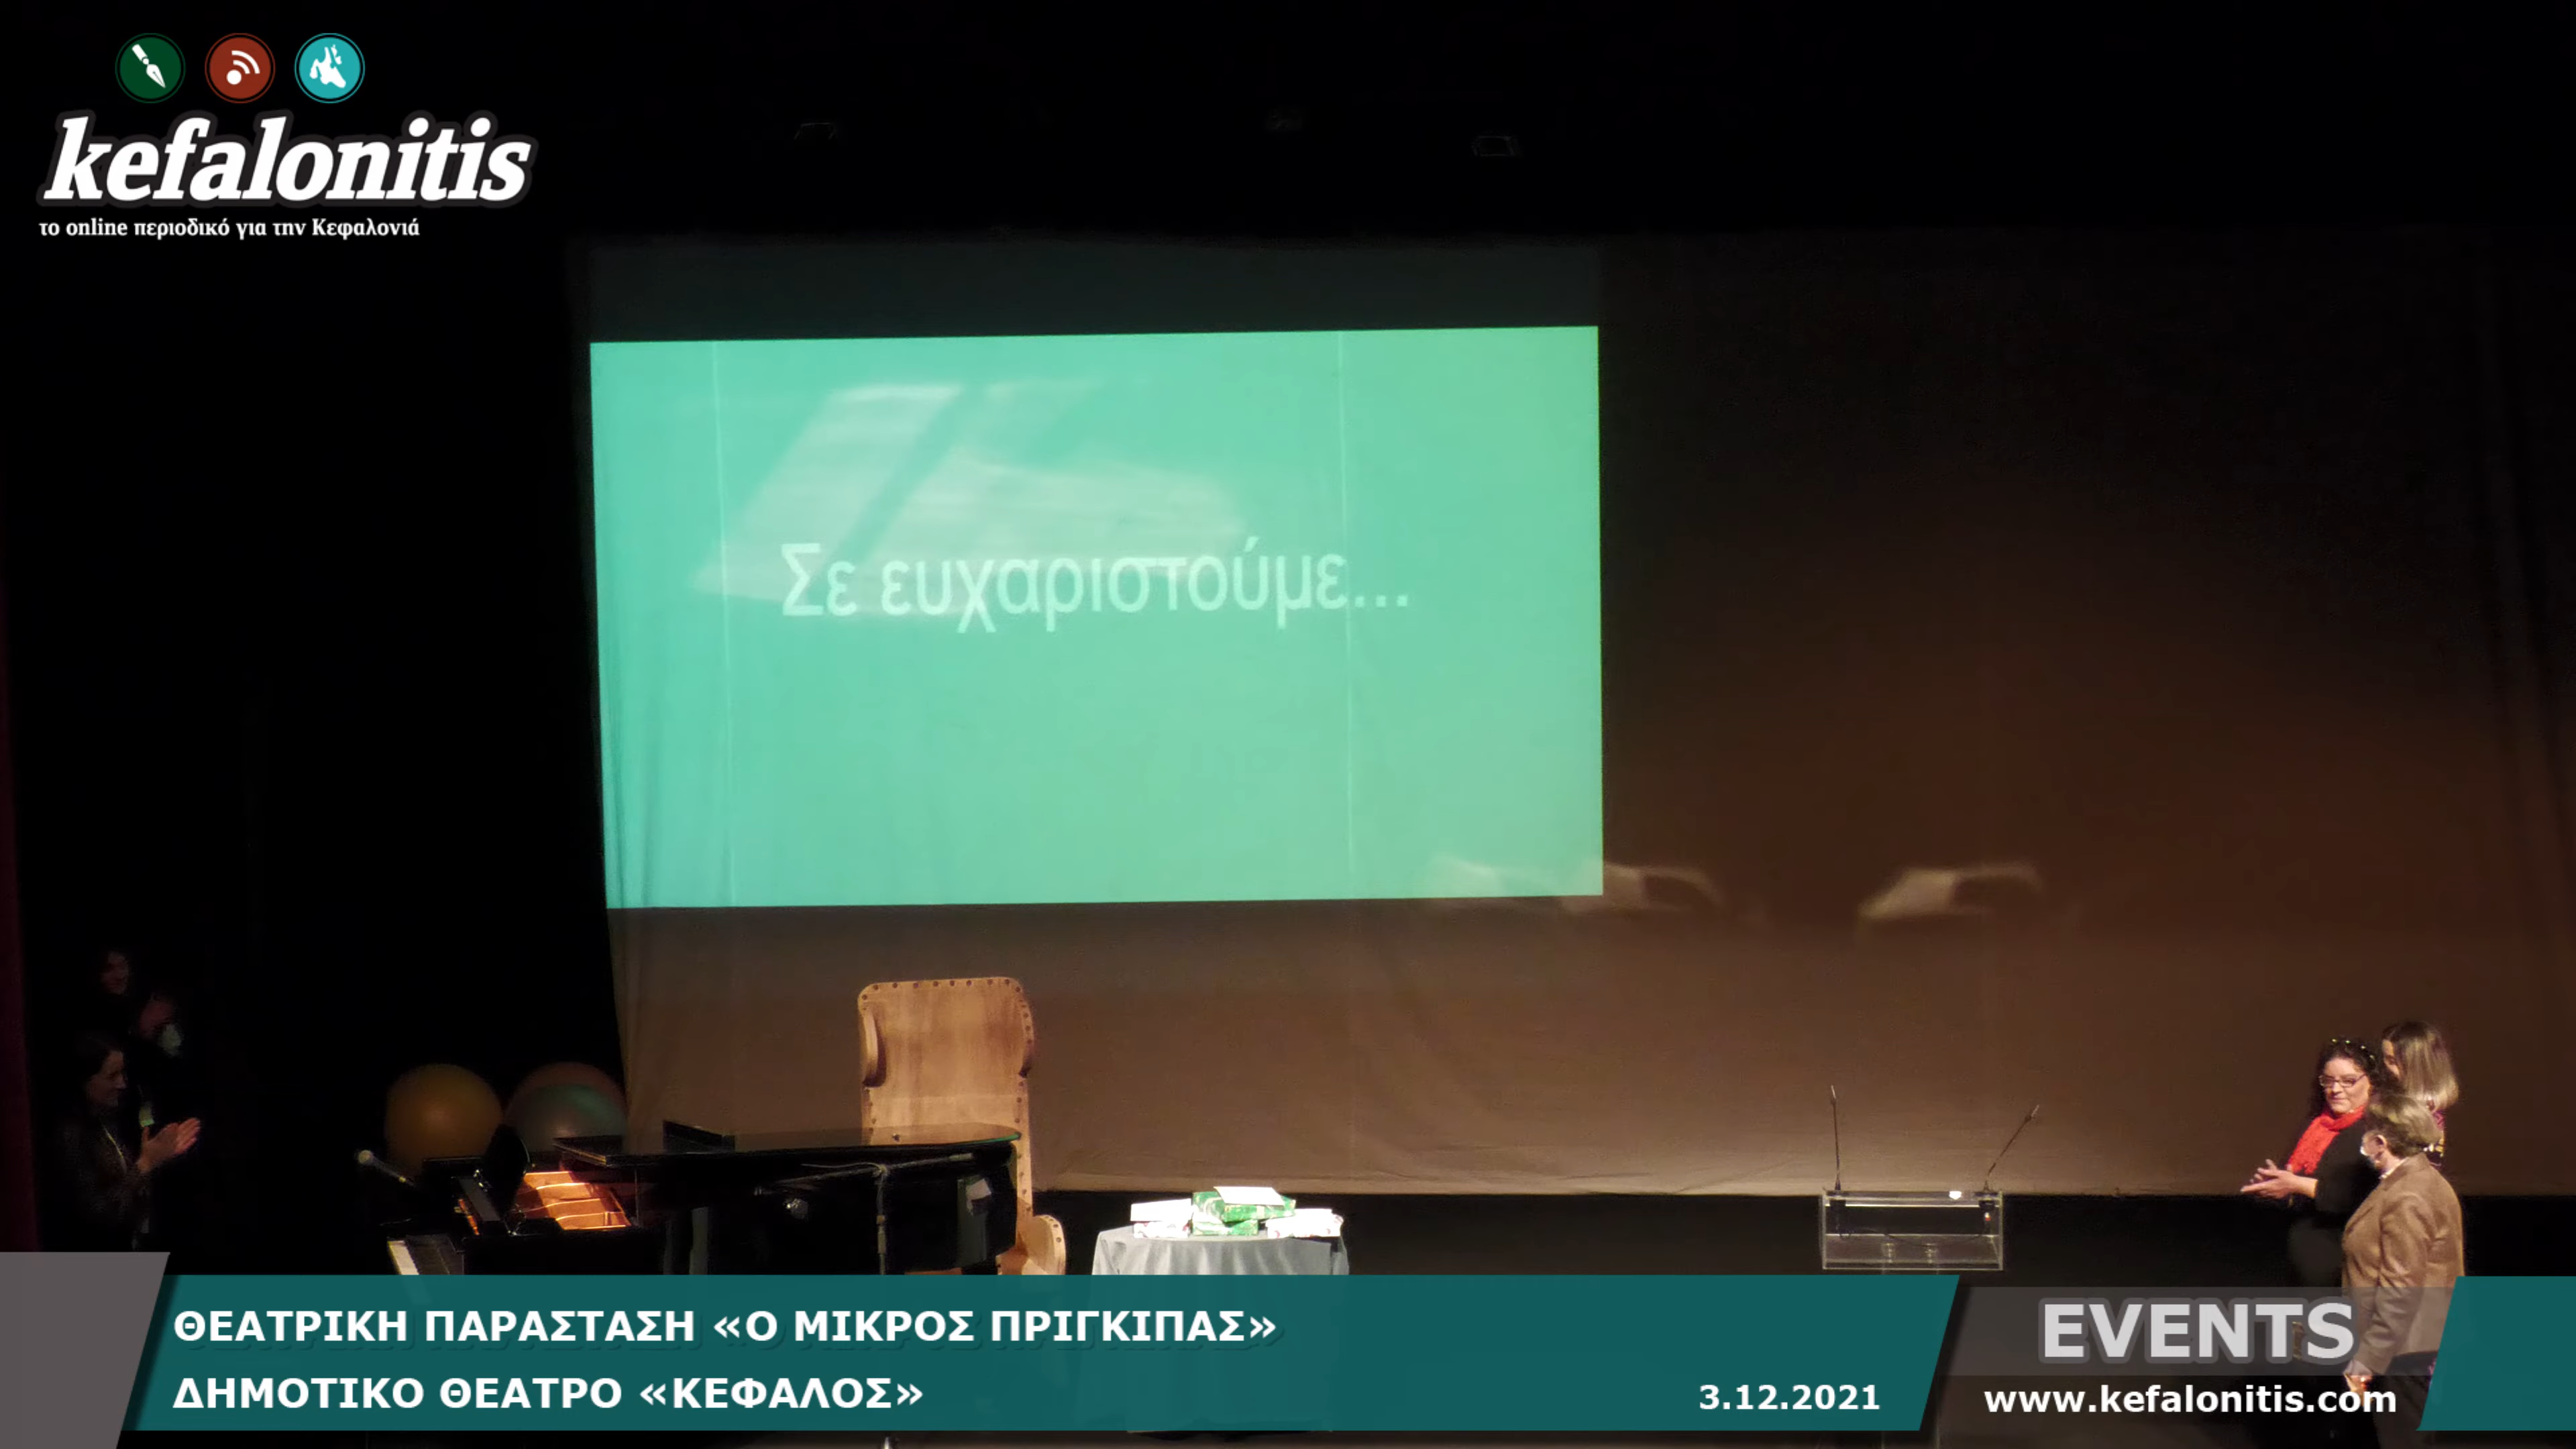 kefalonitis
το online περιοδικό για την Κεφαλονιά
Σε ευχαριστούμε...
ΘΕΑΤΡΙΚΗ ΠΑΡΑΣΤΑΣΗ «Ο ΜΙΚΡΟΣ ΠΡΙΓΚΙΠΑΣ»
ΔΗΜΟΤΙΚΟ ΘΕΑΤΡΟ «ΚΕΦΑΛΟΣ»
3.12.2021
EVENTS
www.kefalonitis.com